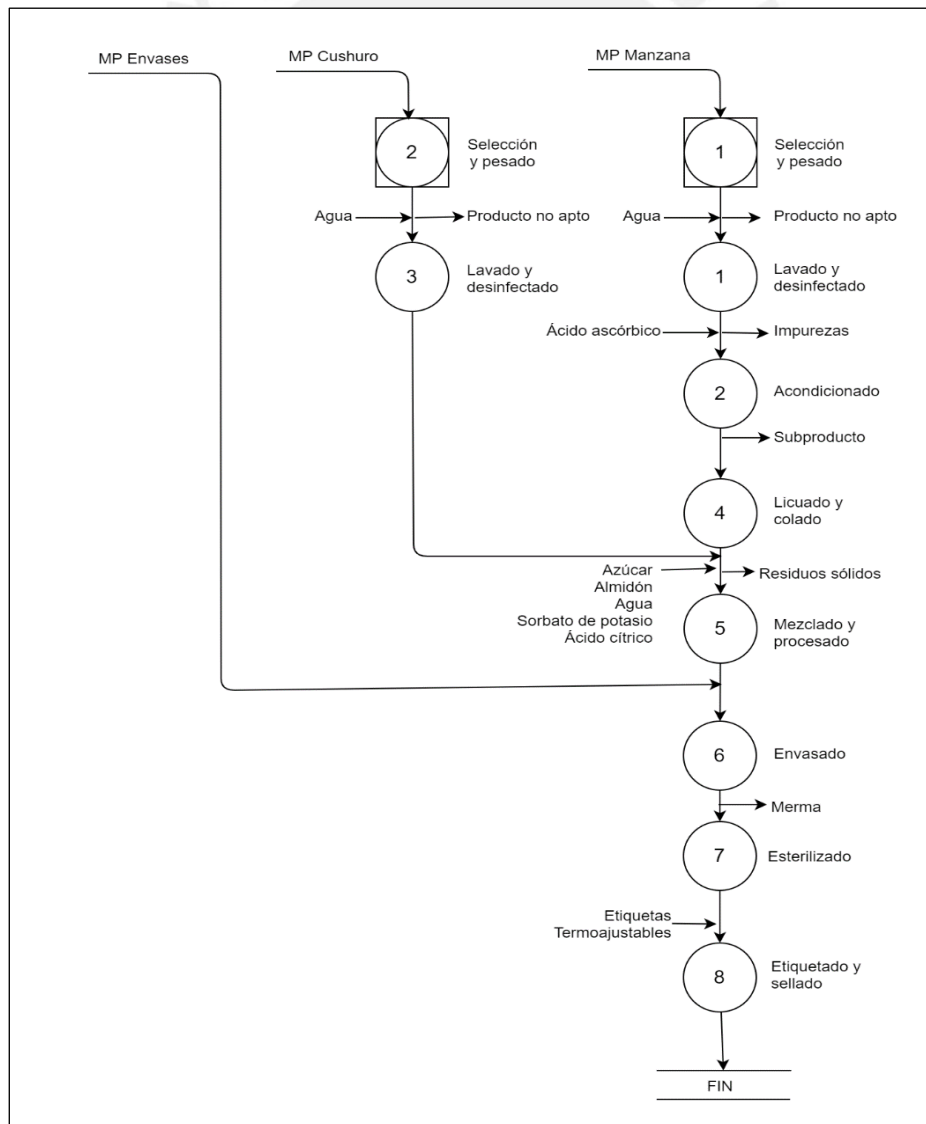 MP Envases
MP Cushuro
MP Manzana
2
Selección
y pesado
1
Selección
y pesado
Agua
Producto no apto
Agua
Producto no apto
3
Lavado y
desinfectado
1
Lavado y
desinfectado
Ácido ascórbico
Impurezas
2
Acondicionado
Subproducto
4
Licuado y
colado
Azúcar
Almidón
Agua
Sorbato de potasio
Ácido cítrico
Residuos sólidos
5
Mezclado y
procesado
6
Envasado
Merma
7
Esterilizado
Etiquetas
Termoajustables
8
Etiquetado y
sellado
FIN